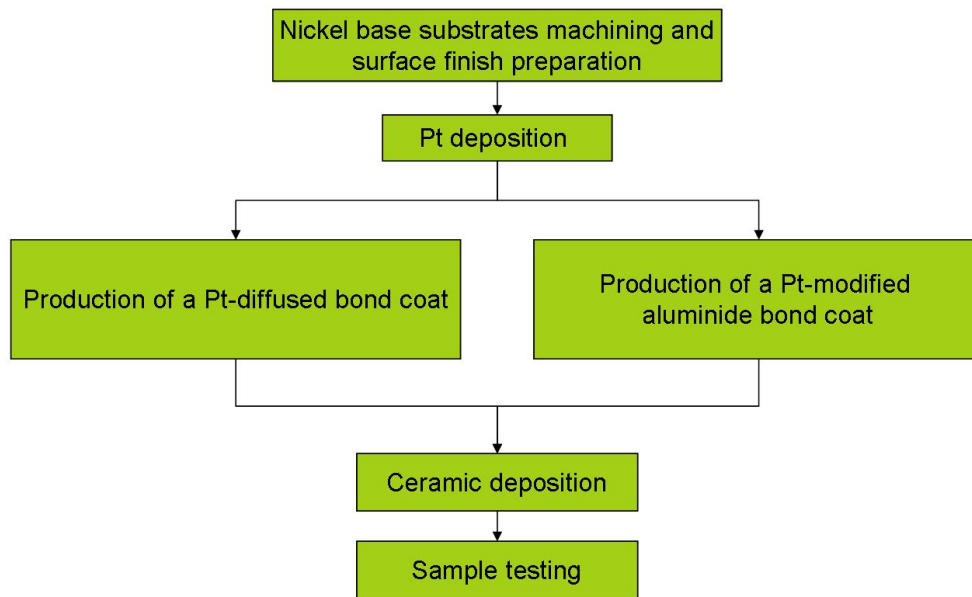 Nickel base substrates machining and
surface finish preparation
Pt deposition
Production of a Pt-diffused bond coat
Production of a Pt-modified
aluminide bond coat
Ceramic deposition
Sample testing